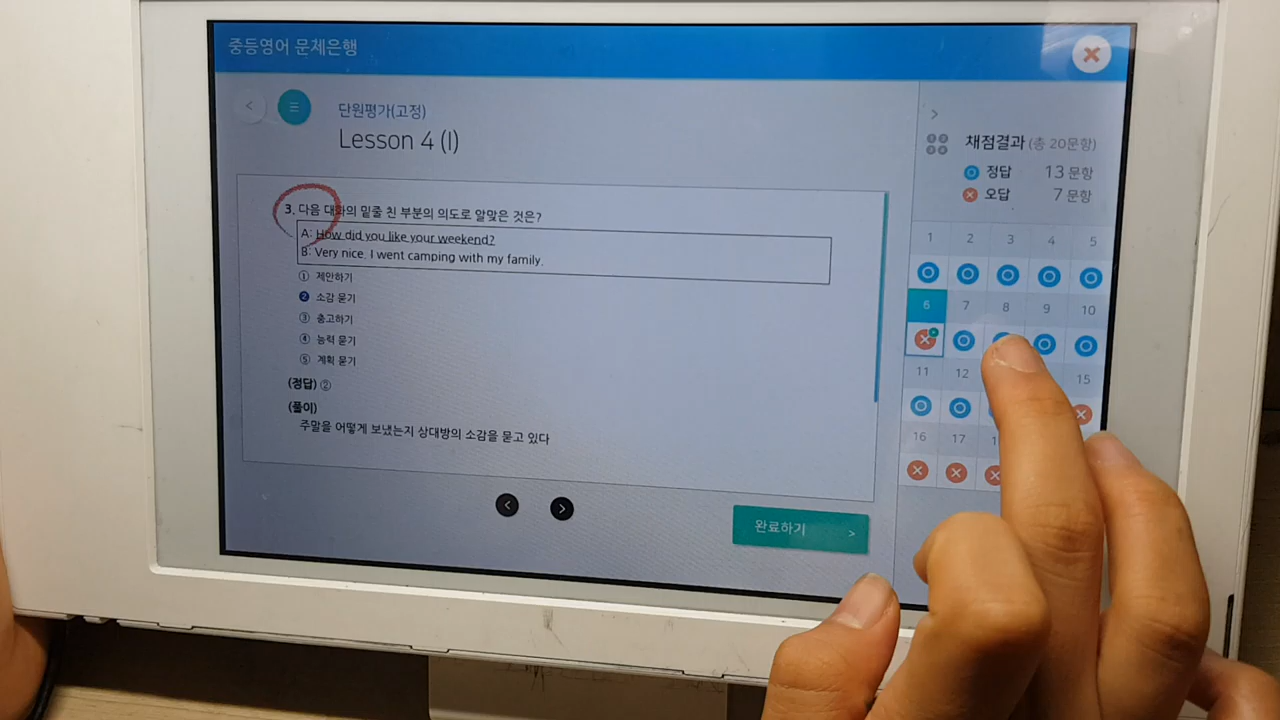 중등영어 문제은행
단원평가(고정)
Lesson 4 (I)
3. 다음 대화의 밑줄 친 부분의 의도로 알맞은 것은?
A: How did you like your weekend?
B: Very nice. I went camping with my family.
① 제안하기
② 소감 묻기
③ 충고하기
④ 능력 묻기
⑤ 계획 묻기
(정답) ②
(풀이)
주말을 어떻게 보냈는지 상대방의 소감을 묻고 있다
완료하기 >
채점결과 (총 20문항)
정답 13 문항
오답 7 문항
1 2 3 4 5
6 7 8 9 10
11 12 15
16 17